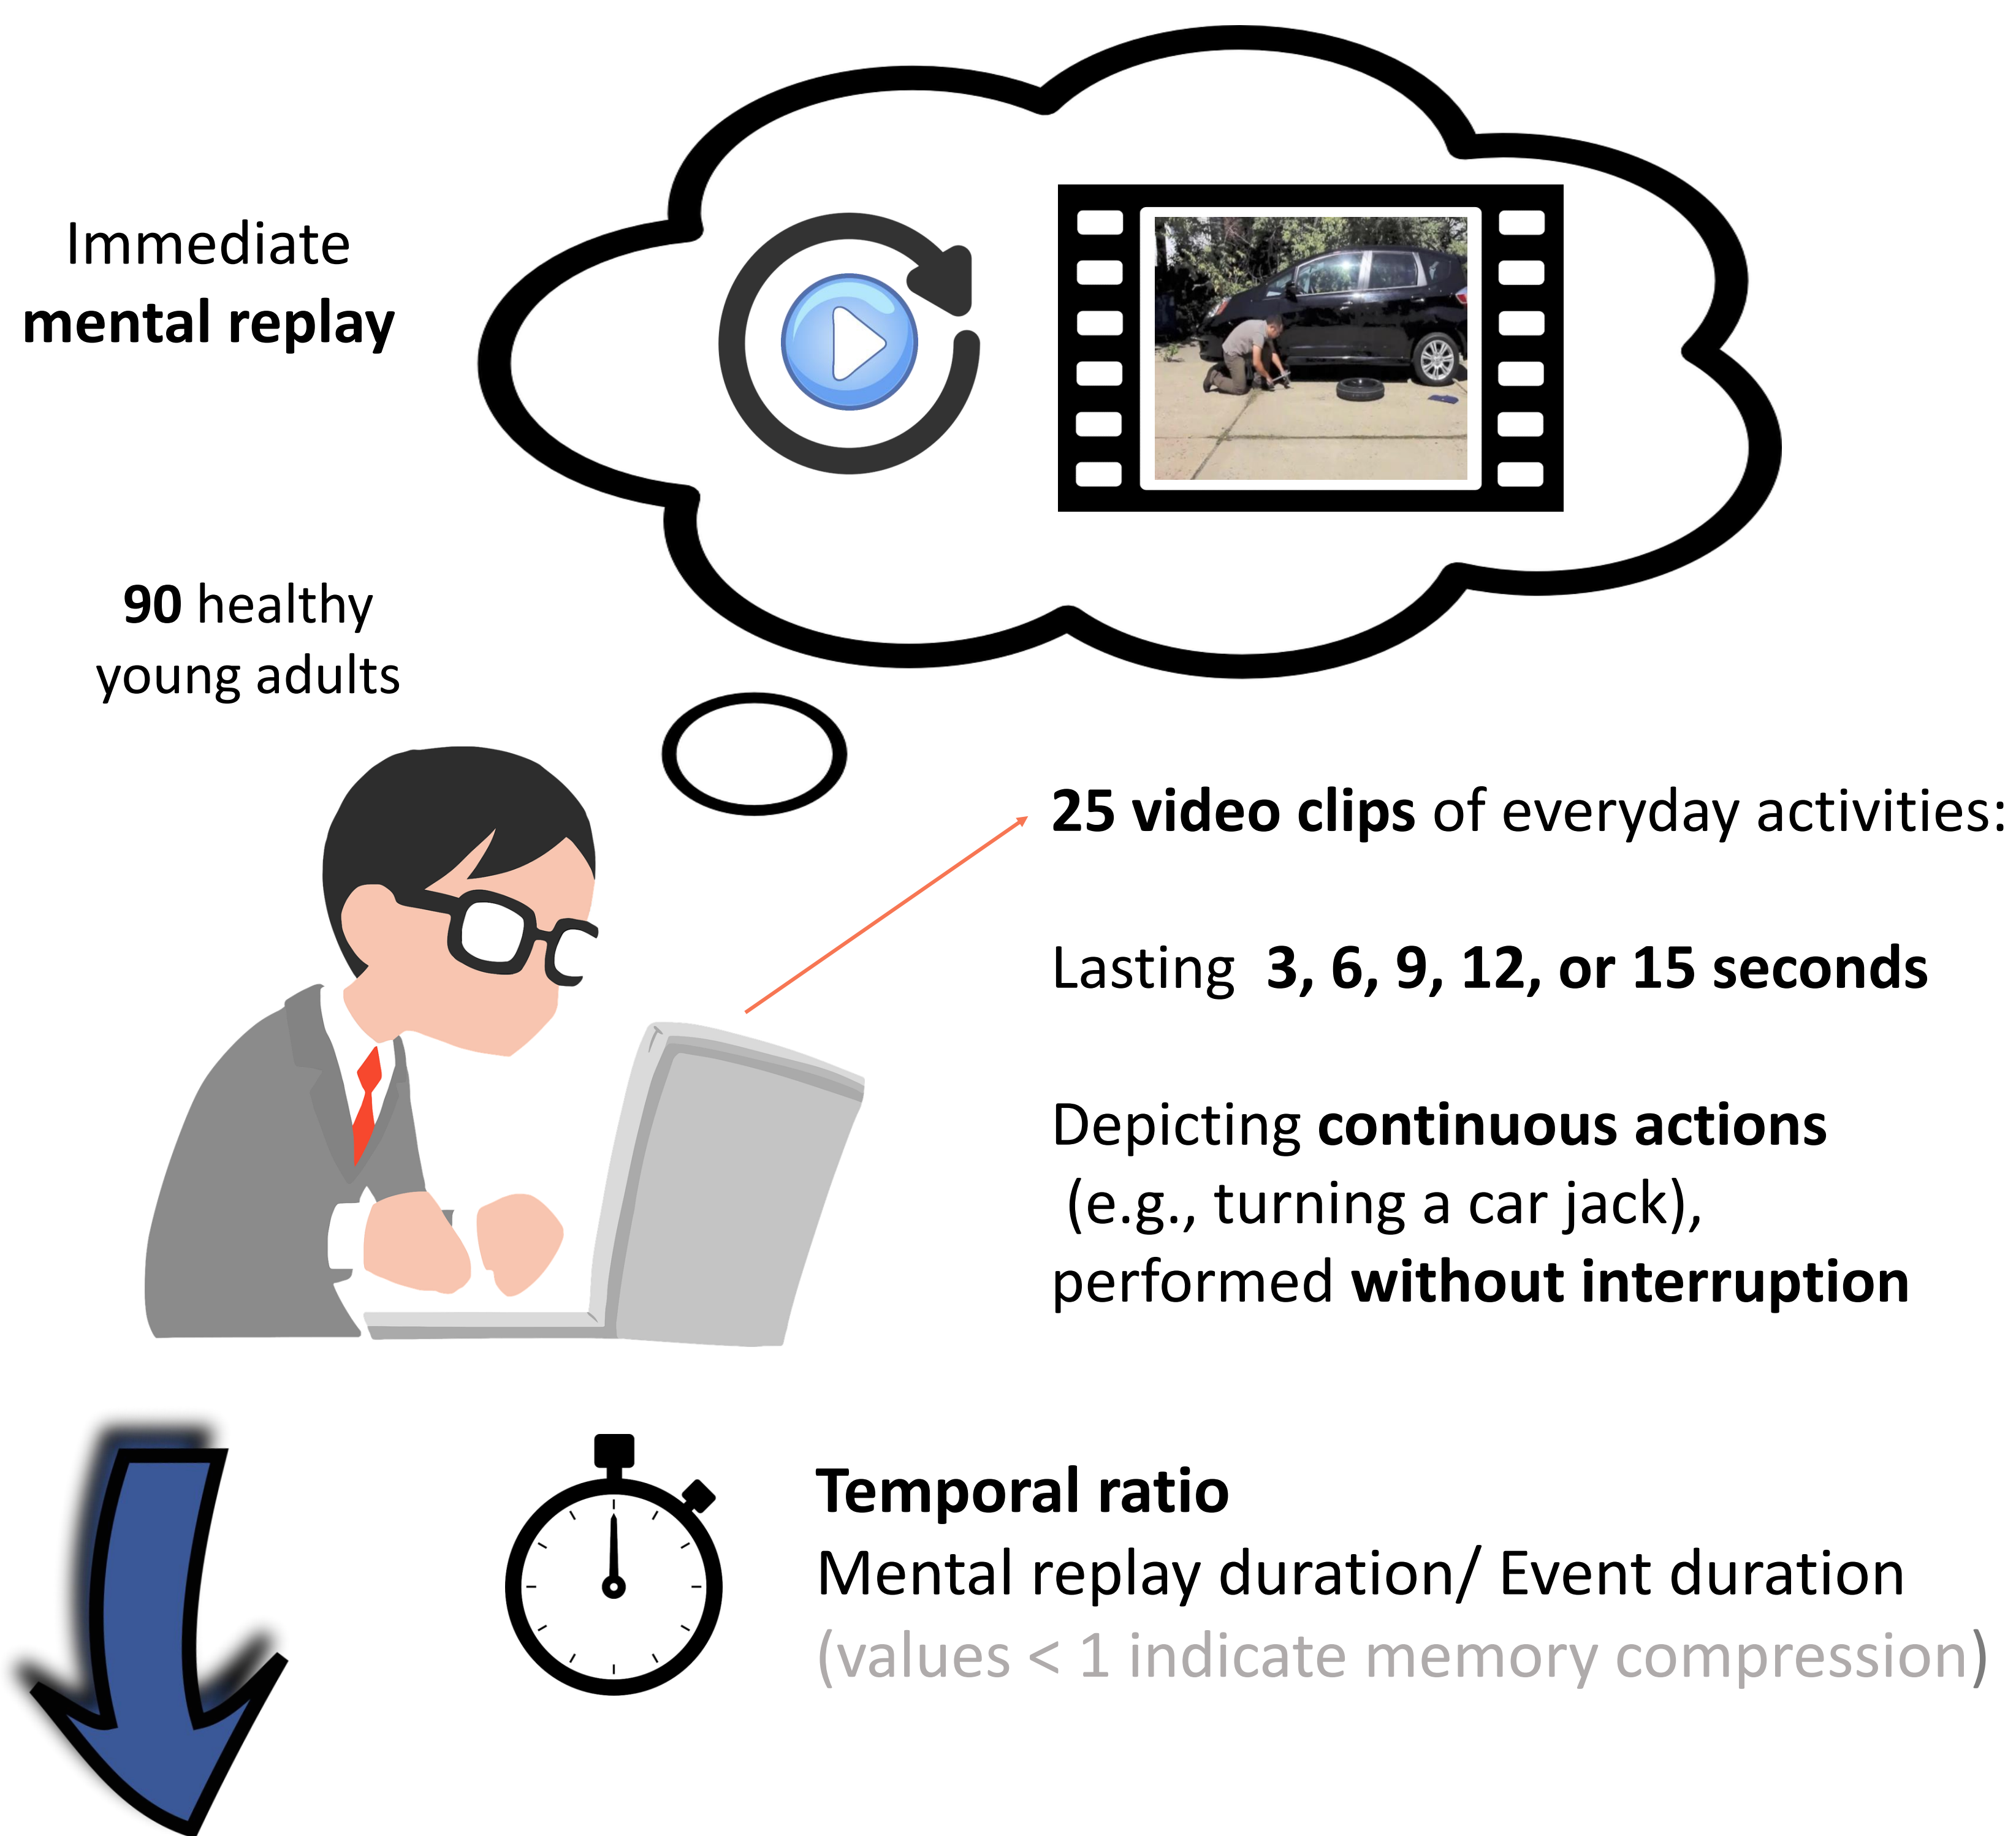 Immediate
mental replay
90 healthy
young adults
25 video clips of everyday activities:
Lasting 3, 6, 9, 12, or 15 seconds
Depicting continuous actions
(e.g., turning a car jack),
performed without interruption
Temporal ratio
Mental replay duration/ Event duration
(values < 1 indicate memory compression)